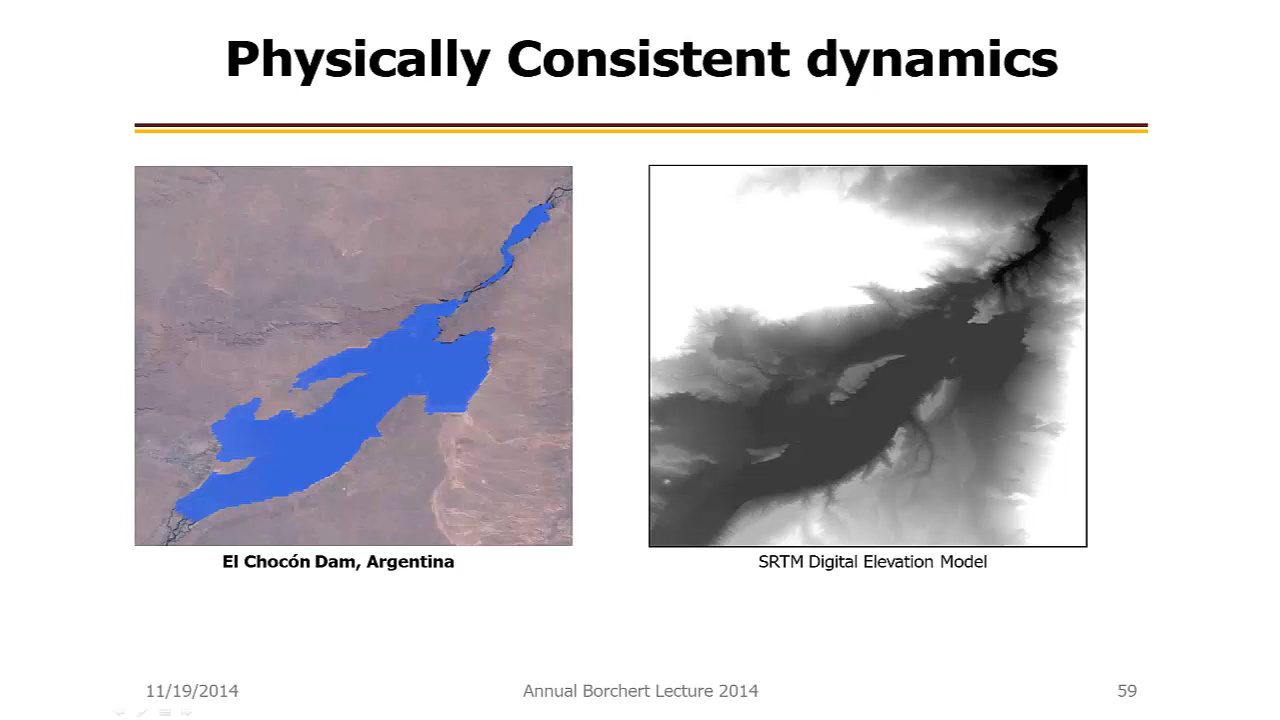 Physically Consistent dynamics
El Chocón Dam, Argentina
SRTM Digital Elevation Model
11/19/2014
Annual Borchert Lecture 2014
59